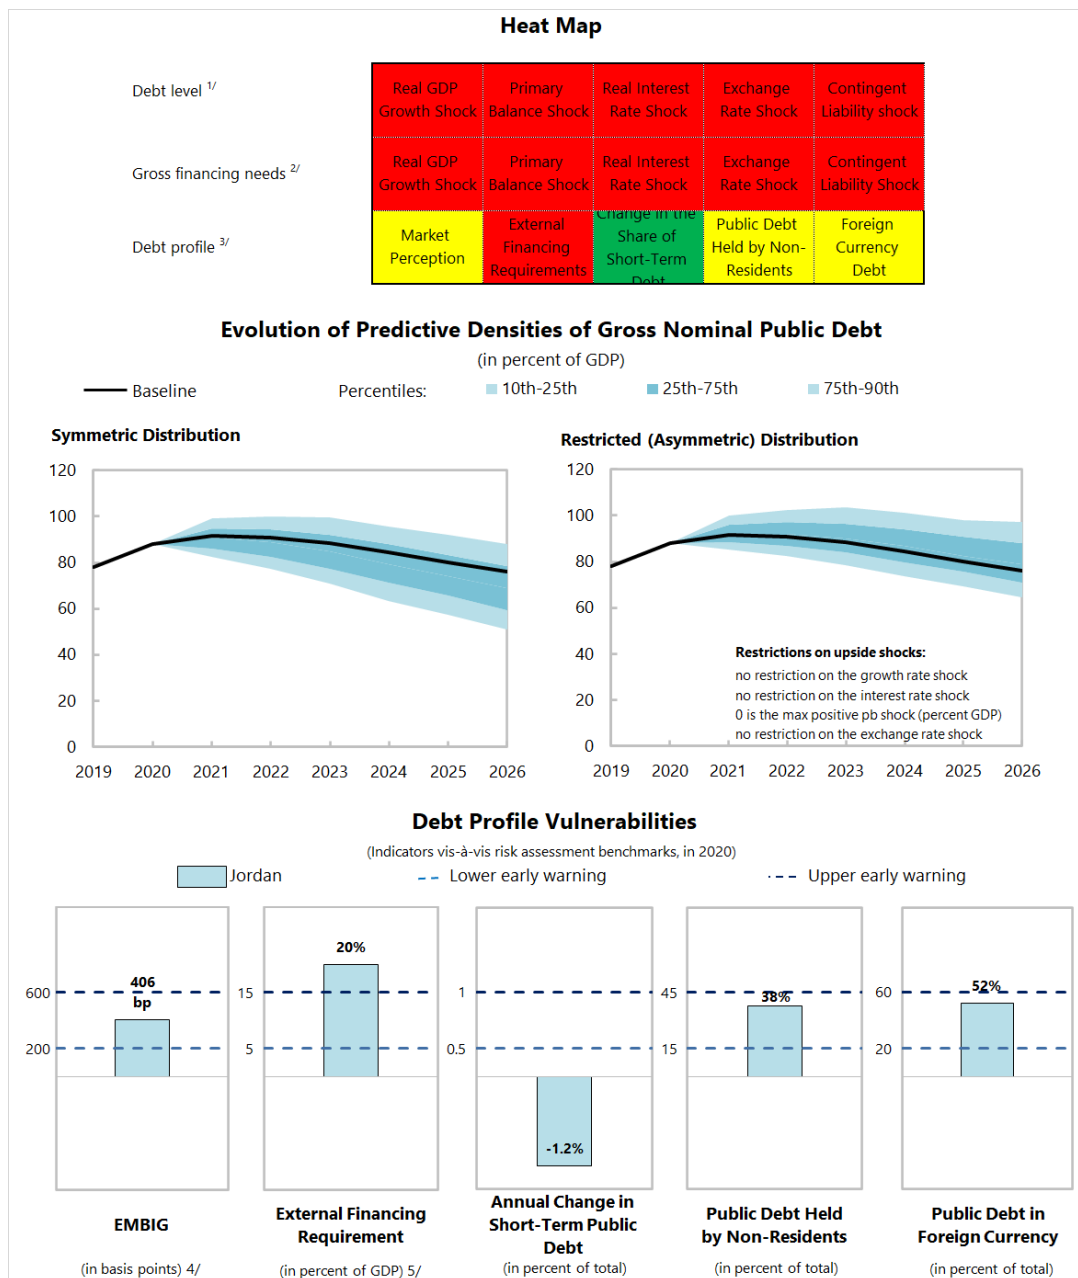 Heat Map
Debt level 1/
Real GDP Growth Shock
Primary Balance Shock
Real Interest Rate Shock
Exchange Rate Shock
Contingent Liability shock
Gross financing needs 2/
Real GDP Growth Shock
Primary Balance Shock
Real Interest Rate Shock
Exchange Rate Shock
Contingent Liability Shock
Debt profile 3/
Market Perception
External Financing Requirements
Change in the Share of Short-Term Debt
Public Debt Held by Non-Residents
Foreign Currency Debt
Evolution of Predictive Densities of Gross Nominal Public Debt
(in percent of GDP)
Baseline Percentiles: 10th-25th 25th-75th 75th-90th
Symmetric Distribution
120
100
80
60
40
20
0
2019 2020 2021 2022 2023 2024 2025 2026
Restricted (Asymmetric) Distribution
120
100
80
60
40
20
0
Restrictions on upside shocks:
no restriction on the growth rate shock
no restriction on the interest rate shock
0 is the max positive pb shock (percent GDP)
no restriction on the exchange rate shock
2019 2020 2021 2022 2023 2024 2025 2026
Debt Profile Vulnerabilities
(Indicators vis-à-vis risk assessment benchmarks, in 2020)
Jordan Lower early warning Upper early warning
406
bp
600
200
EMBIG
(in basis points) 4/
20%
15
5
External Financing
Requirement
(in percent of GDP) 5/
1
0.5
-1.2%
Annual Change in
Short-Term Public
Debt
(in percent of total)
45
38%
15
Public Debt Held
by Non-Residents
(in percent of total)
52%
60
20
Public Debt in
Foreign Currency
(in percent of total)